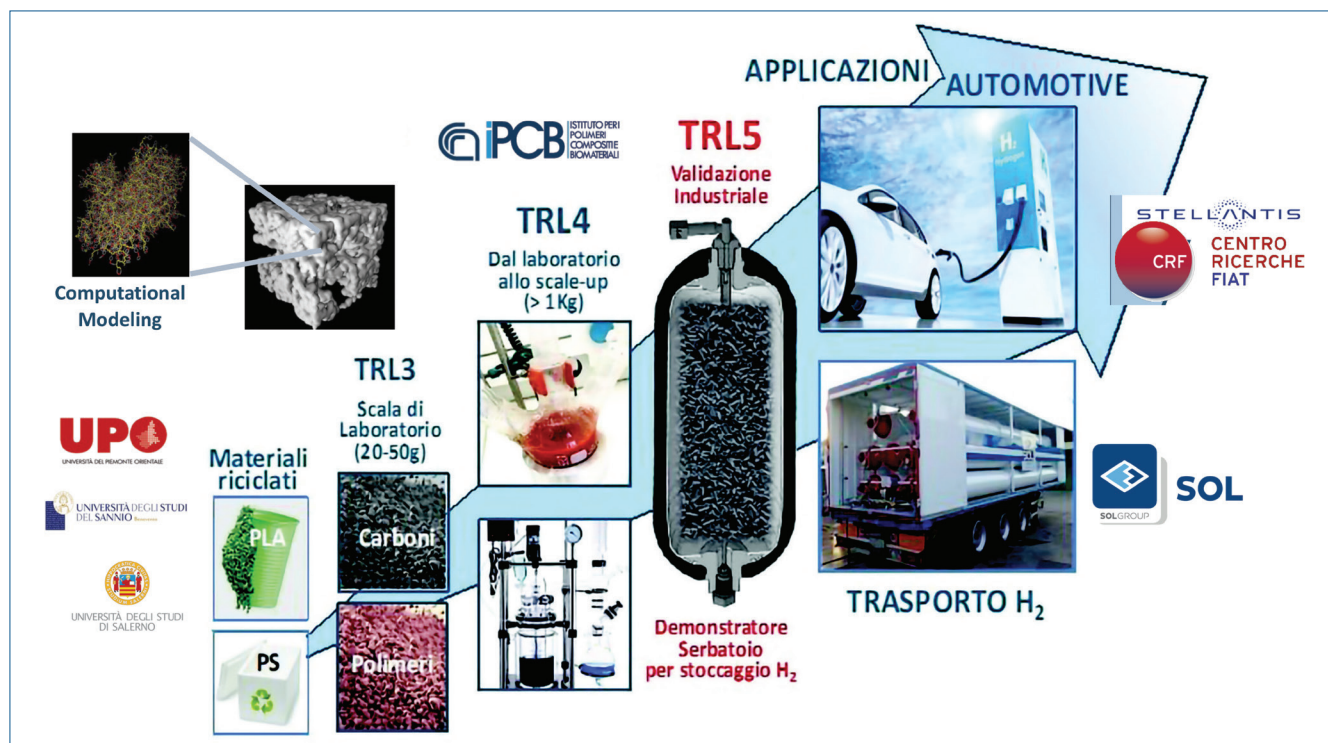 APPLICAZIONI
AUTOMOTIVE
iPCB
ISTITUTO PER I
POLIMERI
COMPOSITI E
BIOMATERIALI
TRL5
Validazione
Industriale
H2
Hydrogen
TRL4
Dal laboratorio
allo scale-up
(> 1Kg)
STELLANTIS
CRF
CENTRO
RICERCHE
FIAT
Computational
Modeling
TRL3
Scala di
Laboratorio
(20-50g)
UPO
UNIVERSITÀ DEL PIEMONTE ORIENTALE
Materiali
riciclati
UNIVERSITÀ DEGLI STUDI
DEL SANNIO Benevento
PLA
Carboni
SOLGROUP
SOL
UNIVERSITÀ DEGLI STUDI
DI SALERNO
TRASPORTO H₂
PS
Polimeri
Demonstratore
Serbatoio
per stoccaggio H₂